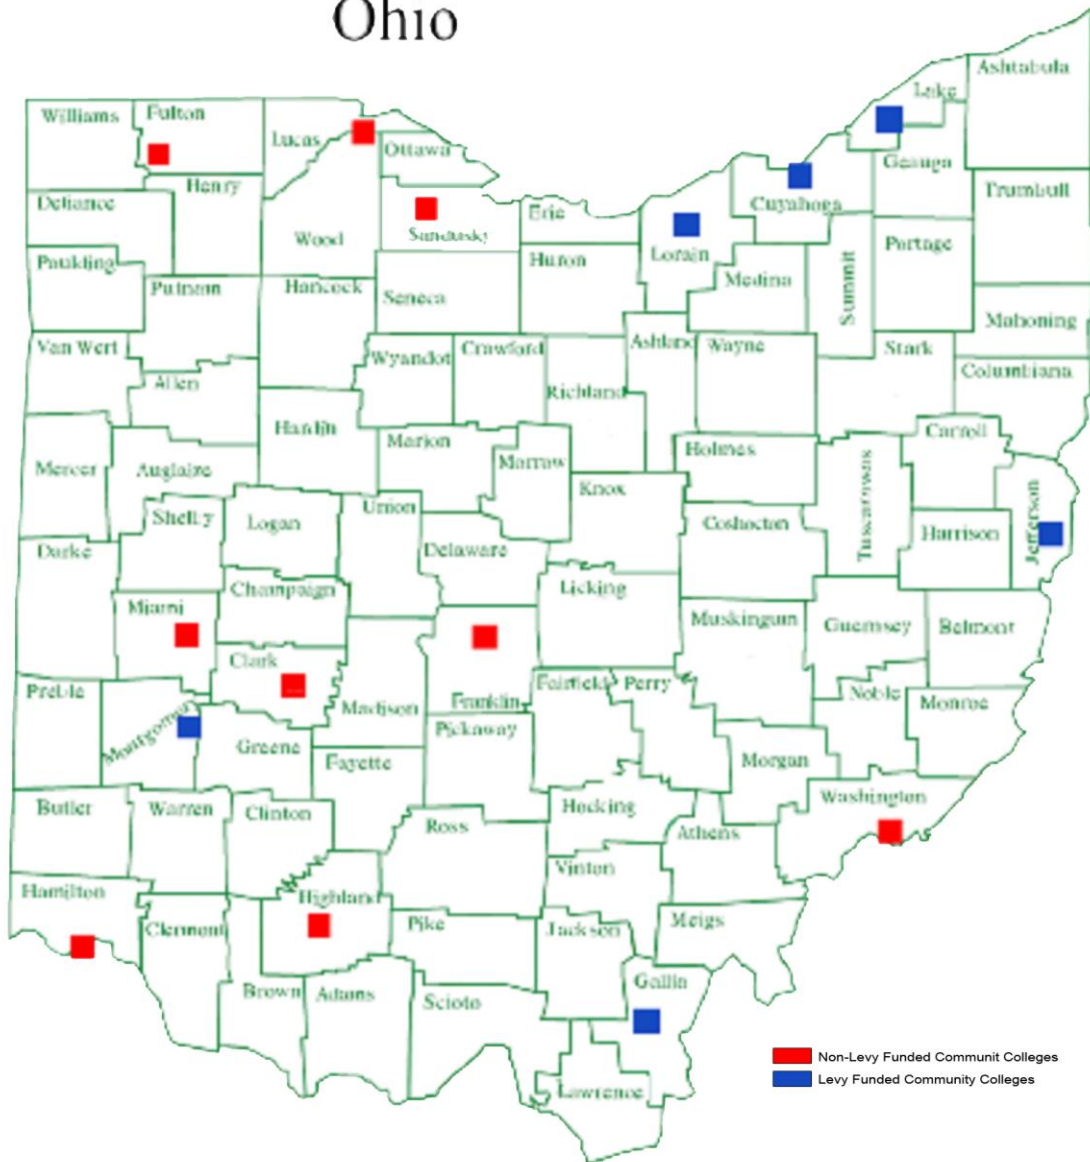 Ohio
Ashtabula
Lake
Williams
Fulton
Lucas
Ottawa
Geauga
Henry
Defiance
Cuyahoga
Trumbull
Erie
Wood
Sandusky
Lorain
Portage
Paulding
Huron
Medina
Summit
Putnam
Hancock
Seneca
Mahoning
Van Wert
Wyandot
Crawford
Ashland
Wayne
Stark
Columbiana
Allen
Richland
Hardin
Marion
Carroll
Mercer
Auglaize
Morrow
Holmes
Tuscarawas
Knox
Jefferson
Shelby
Logan
Union
Coshocton
Harrison
Darke
Delaware
Champaign
Licking
Miami
Muskingum
Guernsey
Belmont
Clark
Preble
Madison
Franklin
Fairfield
Perry
Noble
Monroe
Montgomery
Greene
Pickaway
Fayette
Morgan
Butler
Warren
Clinton
Ross
Hocking
Washington
Athens
Vinton
Hamilton
Highland
Clermont
Pike
Jackson
Meigs
Brown
Adams
Scioto
Gallia
Lawrence
Non-Levy Funded Communit Colleges
Levy Funded Community Colleges